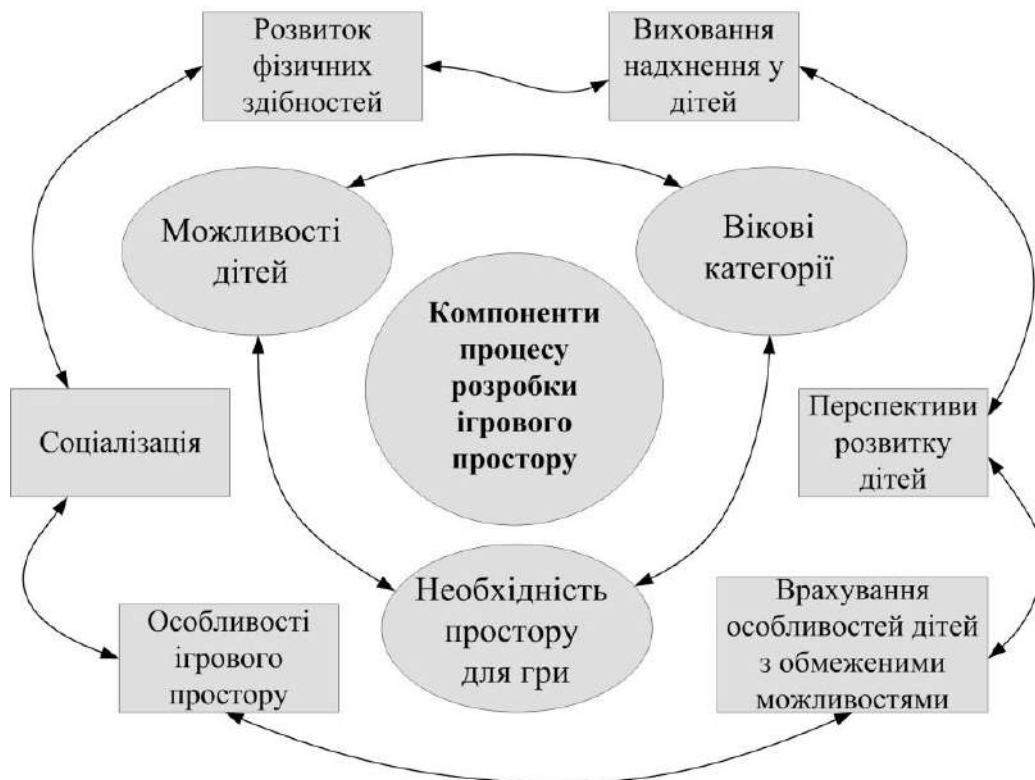 Розвиток
фізичних
здібностей
Виховання
надхнення у
дітей
Можливості
дітей
Вікові
категорії
Компоненти
процесу
розробки
ігрового
простору
Соціалізація
Перспективи
розвитку
дітей
Необхідність
простору
для гри
Особливості
ігрового
простору
Врахування
особливостей дітей
з обмеженими
можливостями